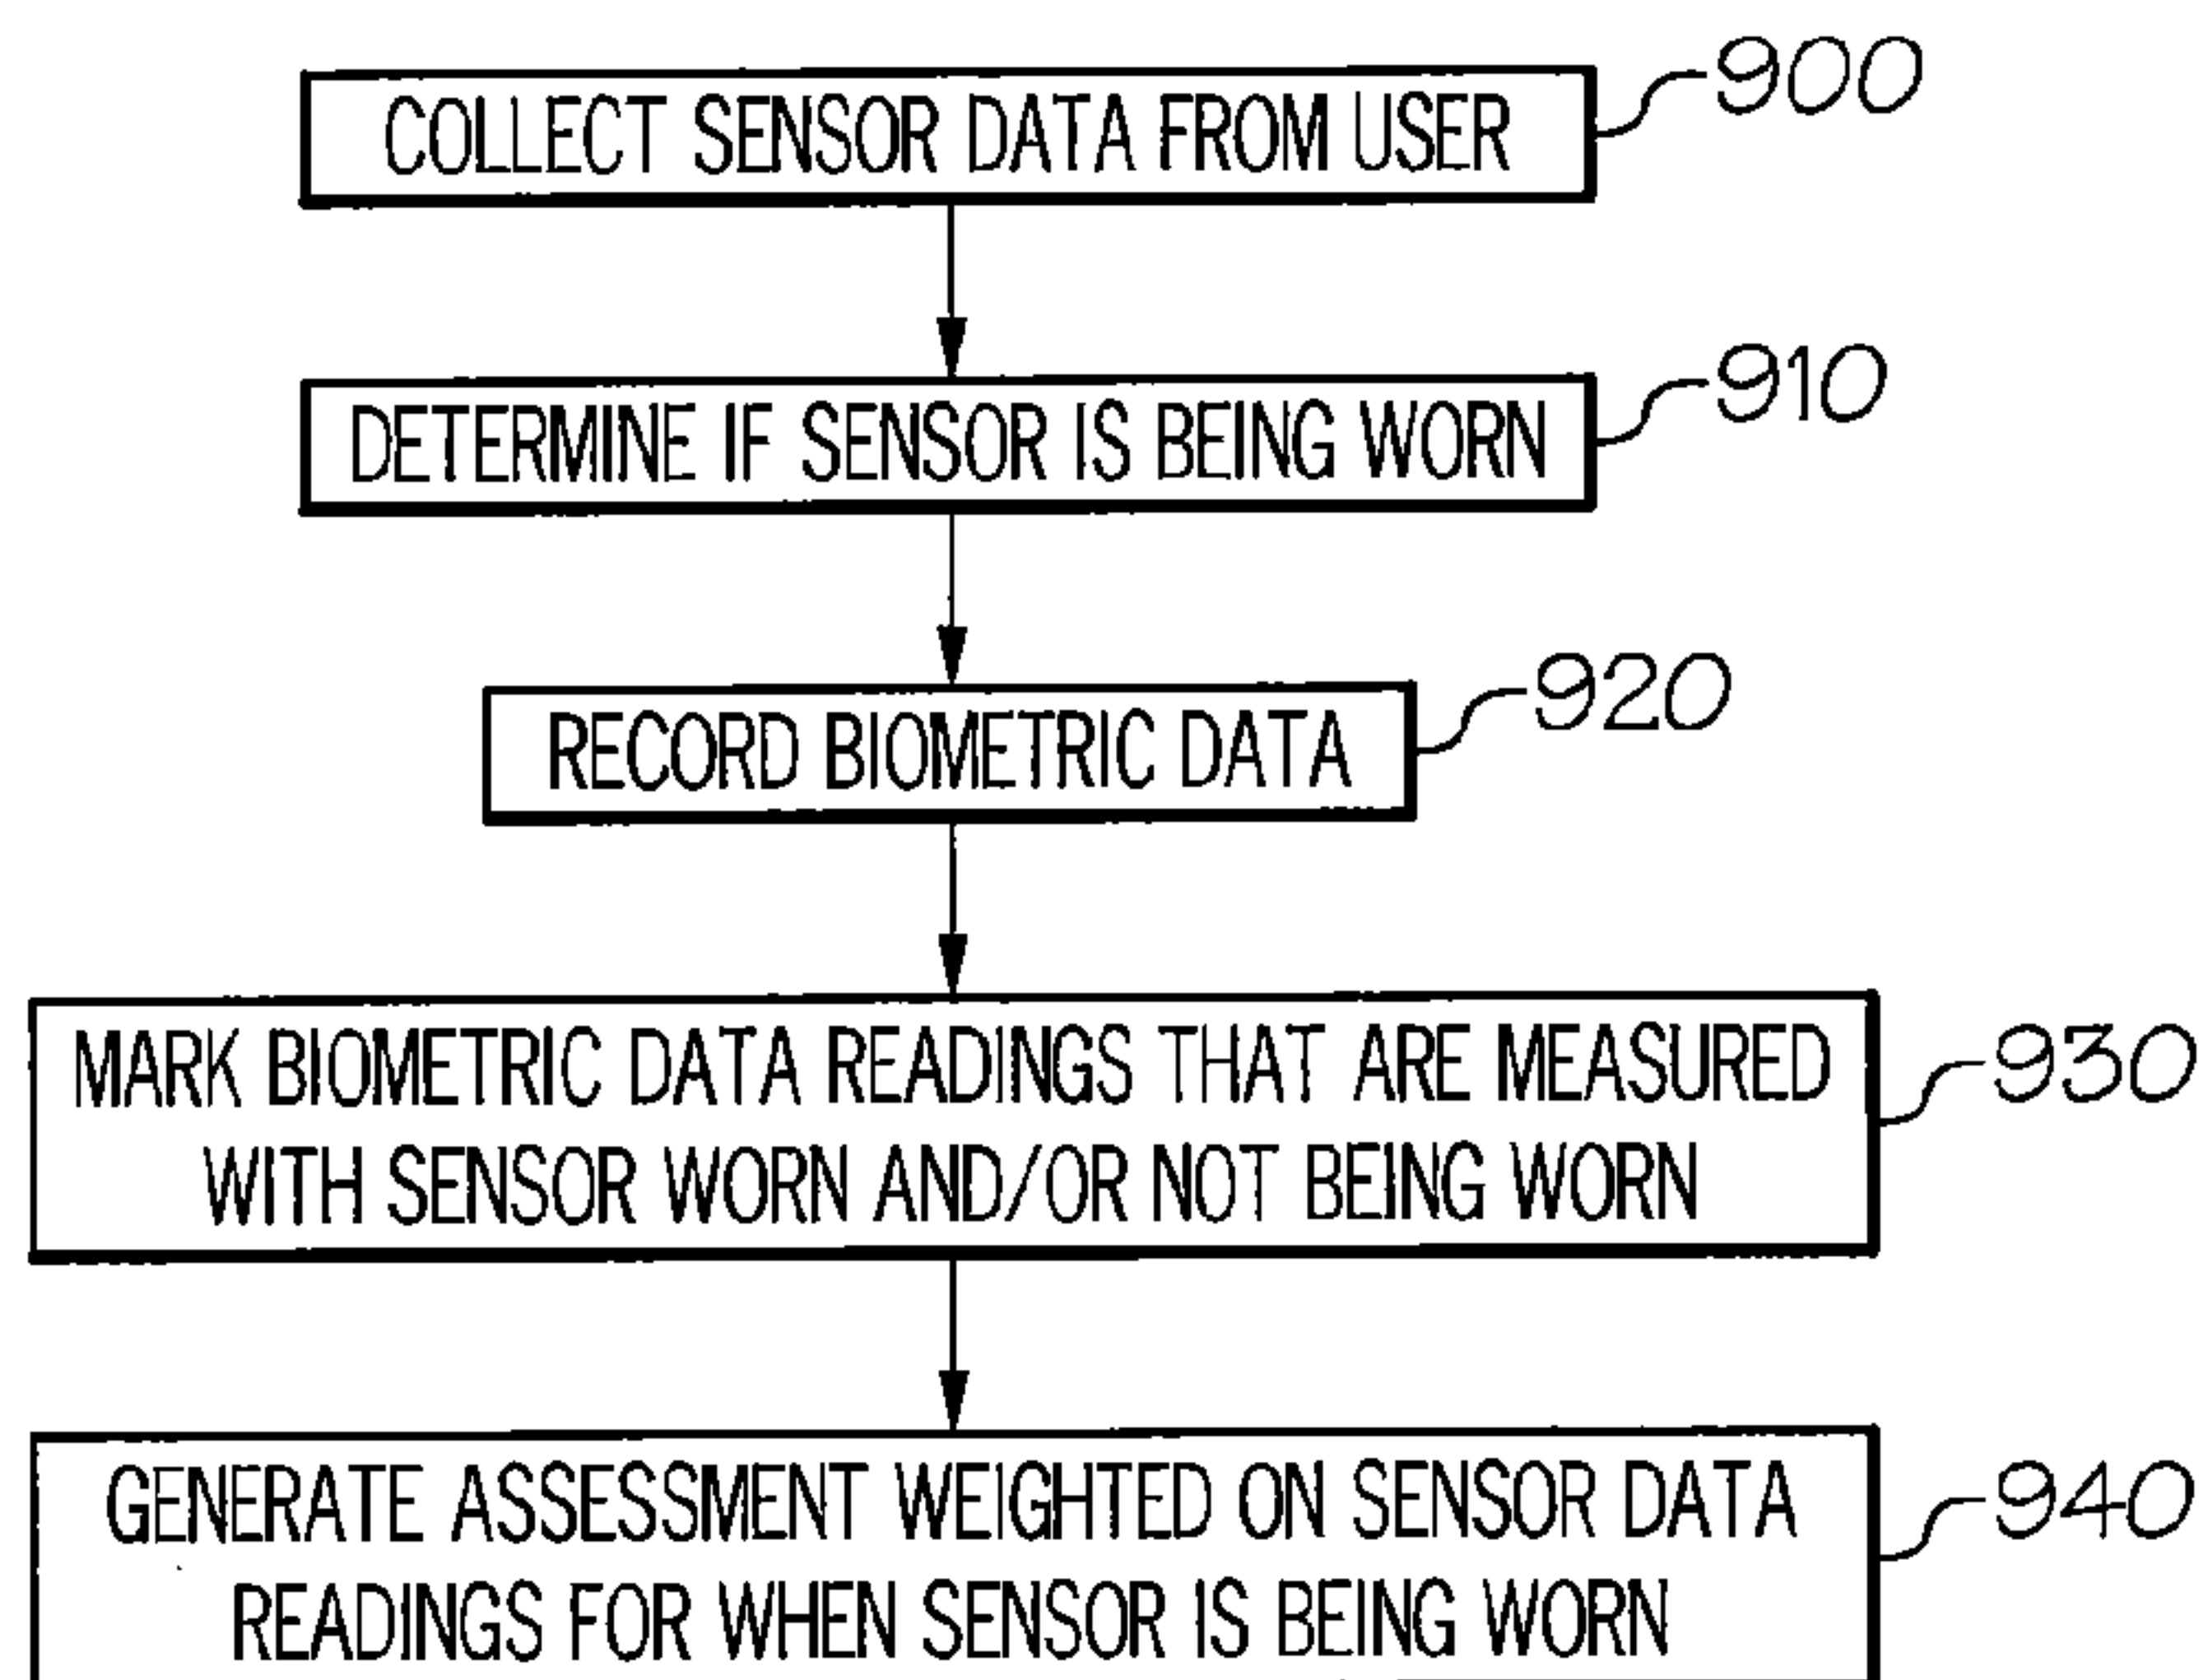 COLLECT SENSOR DATA FROM USER
900
DETERMINE IF SENSOR IS BEING WORN
910
RECORD BIOMETRIC DATA
920
MARK BIOMETRIC DATA READINGS THAT ARE MEASURED
WITH SENSOR WORN AND/OR NOT BEING WORN
930
GENERATE ASSESSMENT WEIGHTED ON SENSOR DATA
READINGS FOR WHEN SENSOR IS BEING WORN
940